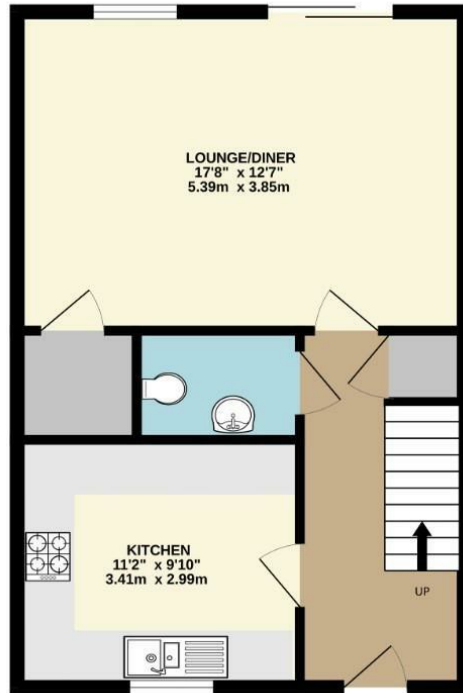 LOUNGE/DINER
17'8" x 12'7"
5.39m x 3.85m
KITCHEN
11'2" x 9'10"
3.41m x 2.99m
UP